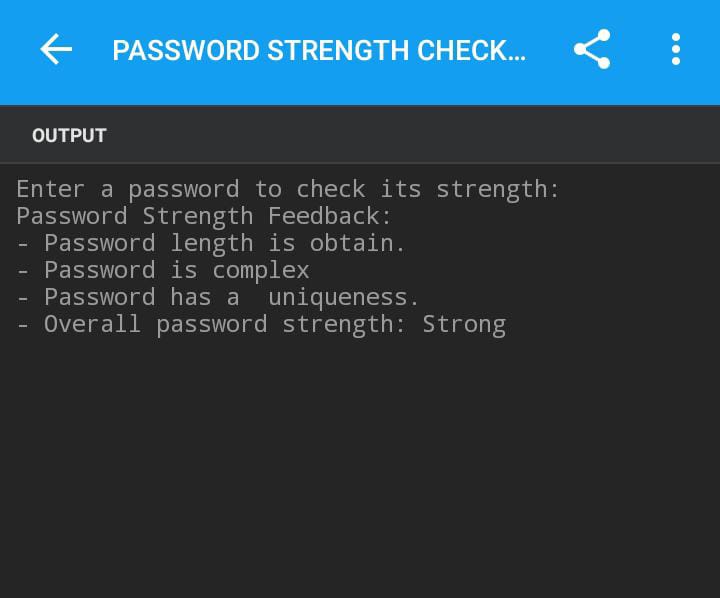 PASSWORD STRENGTH CHECK...
OUTPUT
Enter a password to check its strength:
Password Strength Feedback:
- Password length is obtain.
- Password is complex
- Password has a  uniqueness.
- Overall password strength: Strong